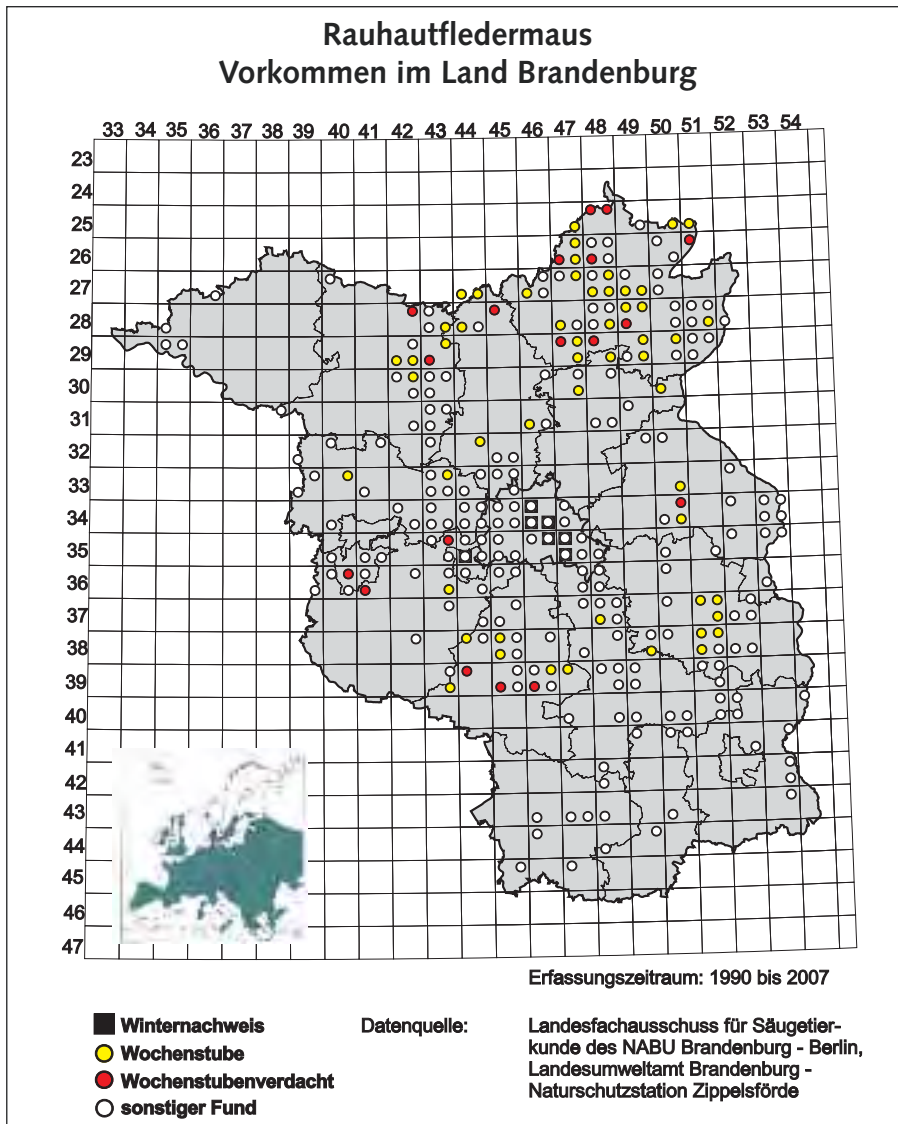 Rauhautfledermaus
Vorkommen im Land Brandenburg
33 34 35 36 37 39 40 41 42 43 44 45 46 47 48 49 50 51 52 53 54
23
24
25
26
27
28
29
30
31
32
33
34
35
36
37
38
39
40
41
42
43
44
45
46
47
Erfassungszeitraum: 1990 bis 2007
Winternachweis
Wochenstube
Wochenstubenverdacht
sonstiger Fund
Datenquelle:
Landesfachausschuss für Säugetier-
kunde des NABU Brandenburg - Berlin,
Landesumweltamt Brandenburg -
Naturschutzstation Zippelsförde